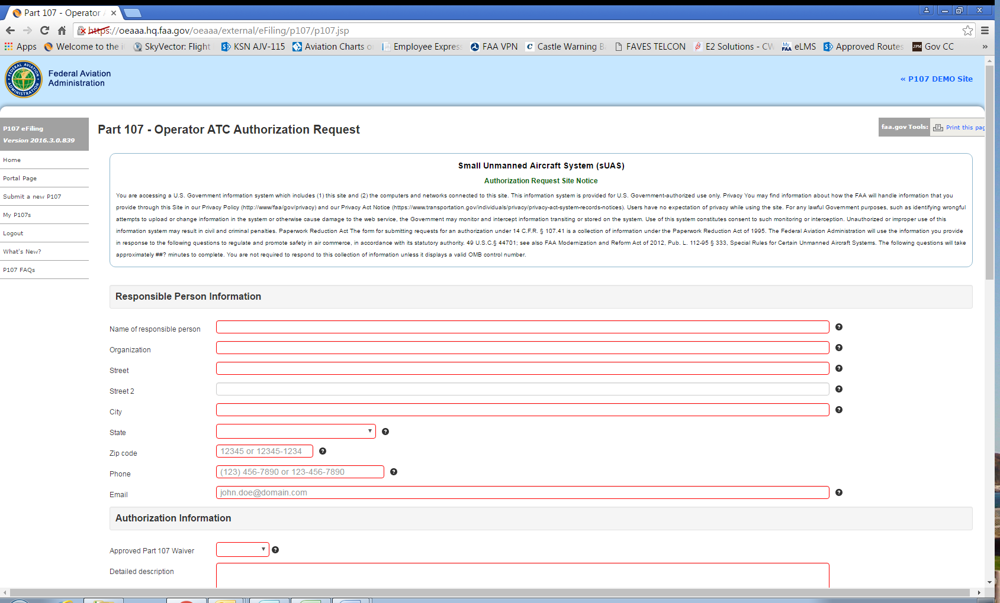 Part 107 - Operator A
https://oeaaa.hq.faa.gov/oeaaa/external/eFiling/p107/p107.jsp
Apps Welcome to the i SkyVector: Flight KSN AJV-115 Aviation Charts o Employee Expres FAA VPN Castle Warning B FAVES TELCON E2 Solutions - CW My FAA eLMS Approved Routes JPM Gov CC »
FEDERAL AVIATION ADMINISTRATION
Federal Aviation
Administration
« P107 DEMO Site
P107 eFiling
Version 2016.3.0.839
Home
Portal Page
Submit a new P107
My P107s
Logout
What's New?
P107 FAQs
Part 107 - Operator ATC Authorization Request
faa.gov Tools: Print this pag
Small Unmanned Aircraft System (sUAS)
Authorization Request Site Notice
You are accessing a U.S. Government information system which includes (1) this site and (2) the computers and networks connected to this site. This information system is provided for U.S. Government-authorized use only. Privacy You may find information about how the FAA will handle information that you
provide through this Site in our Privacy Policy (http://www/faa/gov/privacy) and our Privacy Act Notice (https://www.transportation.gov/individuals/privacy/privacy-act-system-records-notices). Users have no expectation of privacy while using the site. For any lawful Government purposes, such as identifying wrongful
attempts to upload or change information in the system or otherwise cause damage to the web service, the Government may monitor and intercept information transiting or stored on the system. Use of this system constitutes consent to such monitoring or interception. Unauthorized or improper use of this
information system may result in civil and criminal penalties. Paperwork Reduction Act The form for submitting requests for an authorization under 14 C.F.R. § 107.41 is a collection of information under the Paperwork Reduction Act of 1995. The Federal Aviation Administration will use the information you provide
in response to the following questions to regulate and promote safety in air commerce, in accordance with its statutory authority. 49 U.S.C.§ 44701; see also FAA Modernization and Reform Act of 2012, Pub. L. 112-95 § 333, Special Rules for Certain Unmanned Aircraft Systems. The following questions will take
approximately ##? minutes to complete. You are not required to respond to this collection of information unless it displays a valid OMB control number.
Responsible Person Information
Name of responsible person
Organization
Street
Street 2
City
State
Zip code 12345 or 12345-1234
Phone (123) 456-7890 or 123-456-7890
Email john.doe@domain.com
Authorization Information
Approved Part 107 Waiver
Detailed description